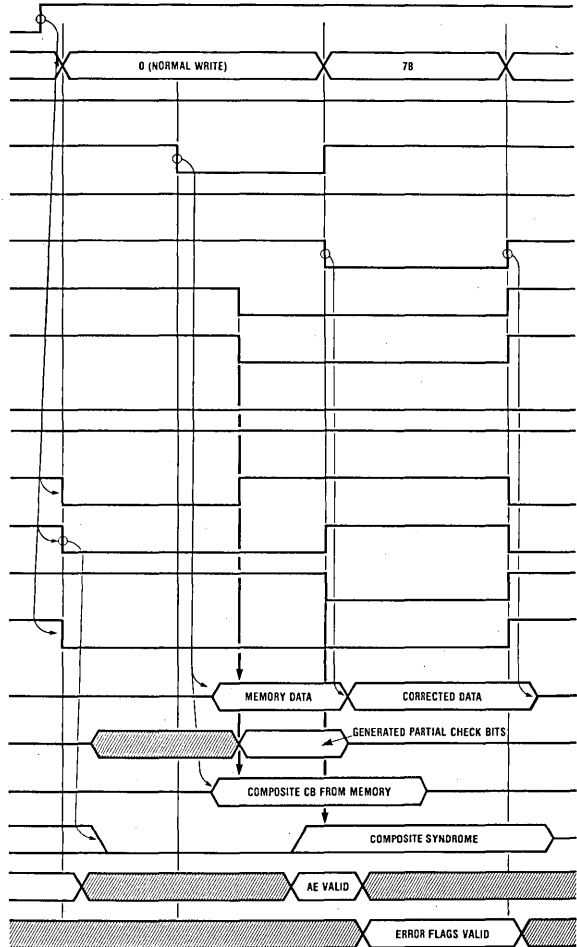 0 (NORMAL WRITE)
7B
MEMORY DATA
CORRECTED DATA
GENERATED PARTIAL CHECK BITS
COMPOSITE CB FROM MEMORY
COMPOSITE SYNDROME
AE VALID
ERROR FLAGS VALID